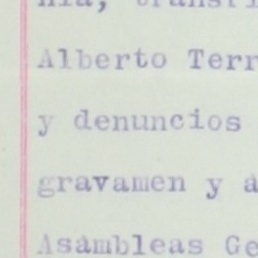 Alberto Terr
y denuncios
gravamen y a
Asambleas Ge